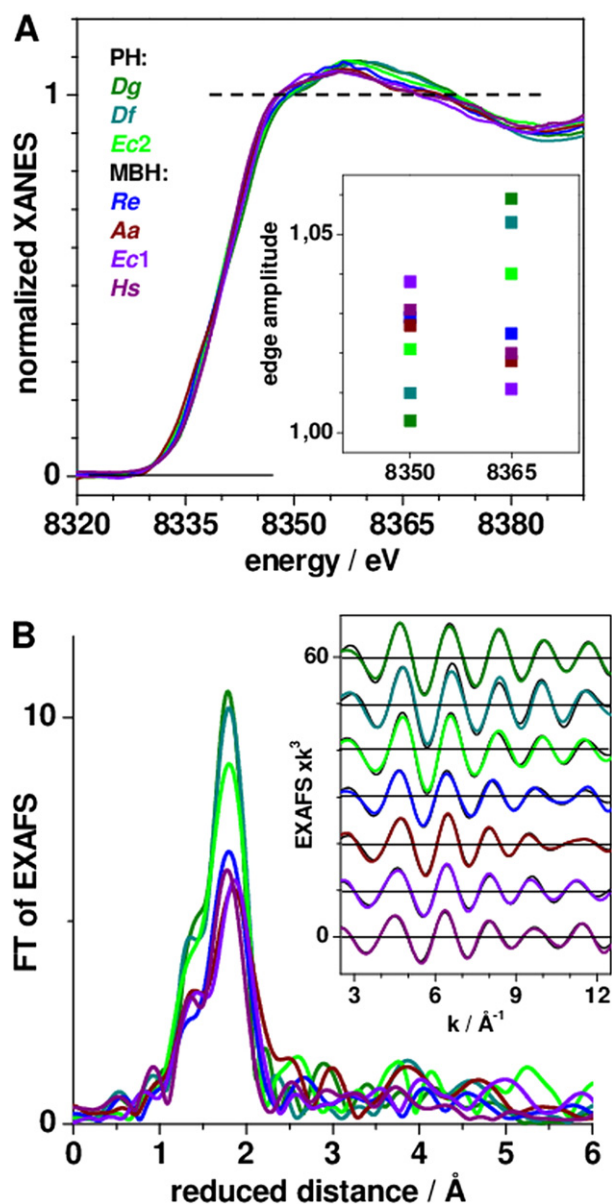 A
PH:
Dg
Df
Ec2
MBH:
Re
Aa
Ec1
Hs
normalized XANES
1
0
edge amplitude
1,05
1,00
8350
8365
8320
8335
8350
8365
8380
energy / eV
B
FT of EXAFS
10
0
EXAFS xk³
60
0
3
6
9
12
k / Å⁻¹
0
1
2
3
4
5
6
reduced distance / Å